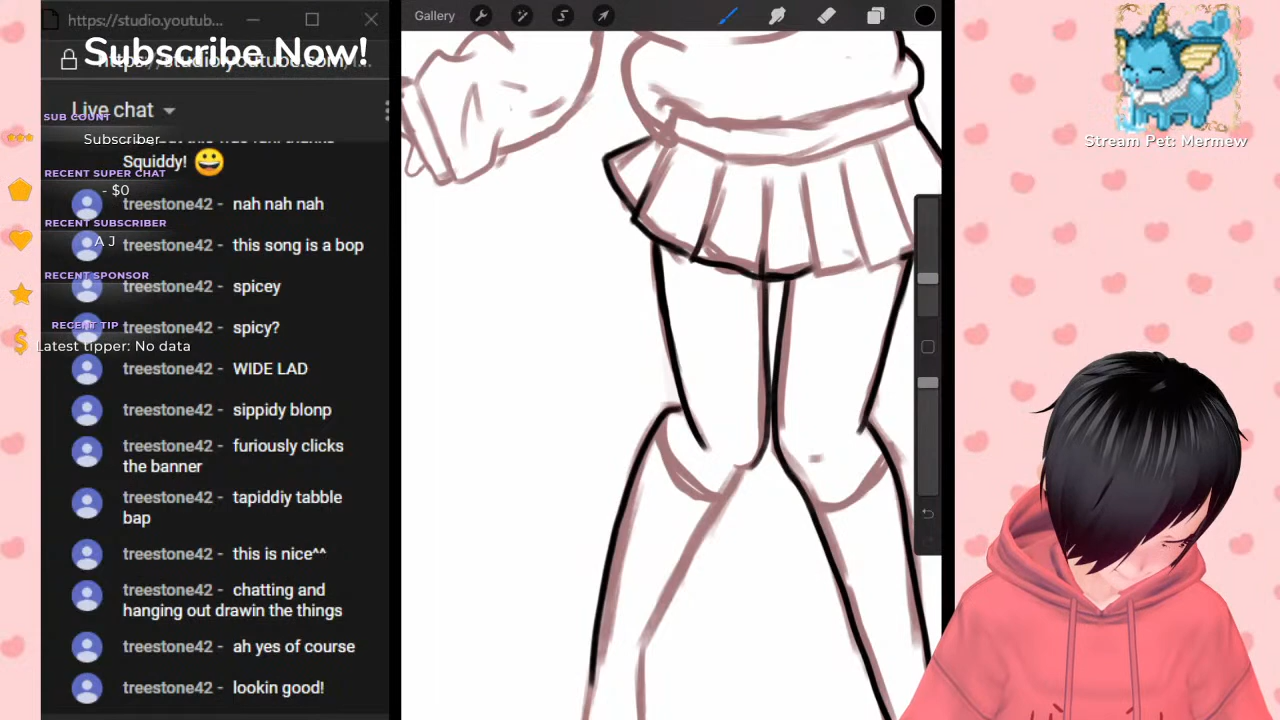 https://studio.youtub...
Subscribe Now!
https://studio.youtube.com/l...
Live chat
SUB COUNT
Subscriber
Squiddy! 😀
RECENT SUPER CHAT
- $0
treestone42 - nah nah nah
RECENT SUBSCRIBER
A J
treestone42 - this song is a bop
RECENT SPONSOR
treestone42 - spicey
RECENT TIP
treestone42 - spicy?
Latest tipper: No data
treestone42 - WIDE LAD
treestone42 - sippidy blonp
treestone42 - furiously clicks
the banner
treestone42 - tapiddiy tabble
bap
treestone42 - this is nice^^
treestone42 - chatting and
hanging out drawin the things
treestone42 - ah yes of course
treestone42 - lookin good!
Gallery
Stream Pet: Mermew